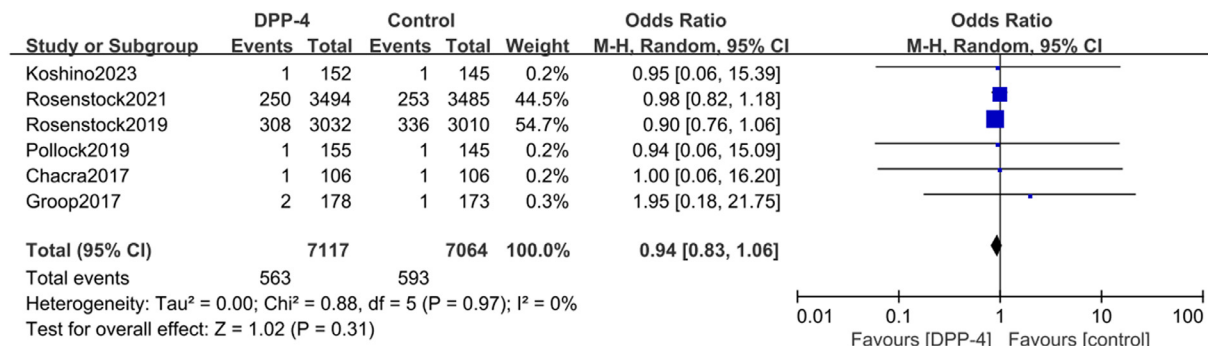 DPP-4 Control Odds Ratio Odds Ratio
Study or Subgroup Events Total Events Total Weight M-H, Random, 95% CI M-H, Random, 95% CI
Koshino2023 1 152 1 145 0.2% 0.95 [0.06, 15.39]
Rosenstock2021 250 3494 253 3485 44.5% 0.98 [0.82, 1.18]
Rosenstock2019 308 3032 336 3010 54.7% 0.90 [0.76, 1.06]
Pollock2019 1 155 1 145 0.2% 0.94 [0.06, 15.09]
Chacra2017 1 106 1 106 0.2% 1.00 [0.06, 16.20]
Groop2017 2 178 1 173 0.3% 1.95 [0.18, 21.75]
Total (95% CI) 7117 7064 100.0% 0.94 [0.83, 1.06]
Total events 563 593
Heterogeneity: Tau² = 0.00; Chi² = 0.88, df = 5 (P = 0.97); I² = 0%
Test for overall effect: Z = 1.02 (P = 0.31)
0.01 0.1 1 10 100
Favours [DPP-4] Favours [control]